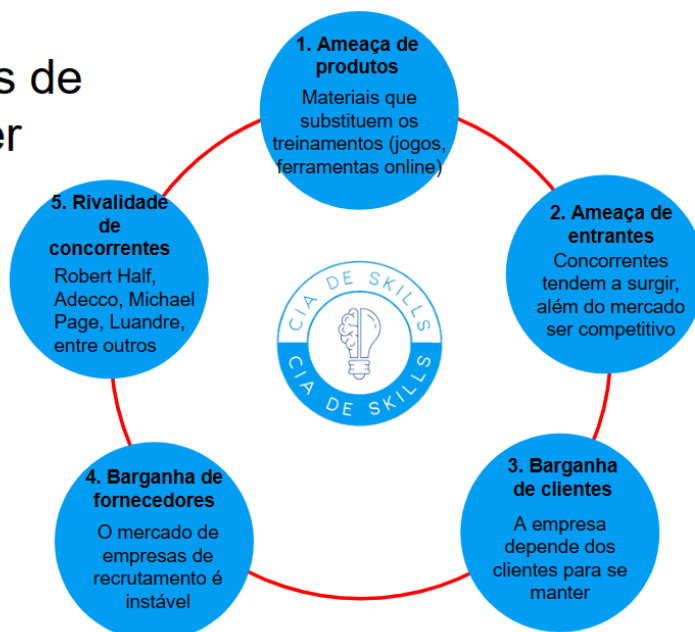 s de
er
1. Ameaça de
produtos
Materiais que
substituem os
treinamentos (jogos,
ferramentas online)
2. Ameaça de
entrantes
Concorrentes
tendem a surgir,
além do mercado
ser competitivo
3. Barganha
de clientes
A empresa
depende dos
clientes para se
manter
4. Barganha de
fornecedores
O mercado de
empresas de
recrutamento é
instável
5. Rivalidade
de
concorrentes
Robert Half,
Adecco, Michael
Page, Luandre,
entre outros
CIA DE SKILLS
CIA DE SKILLS